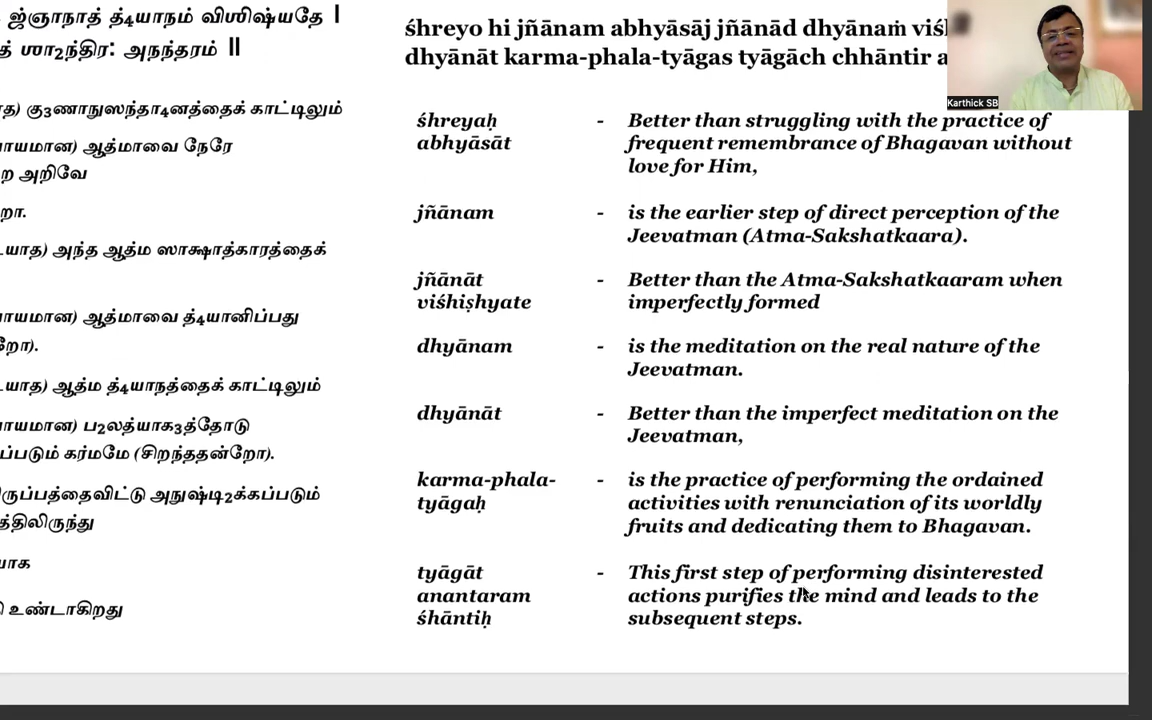 ஜ்ஞாநாத் த்₄யாநம் விஶிஷ்யதே |
ஶா₂ந்திர: அநந்தரம் ||
கு₃ணாநுஸந்தா₄னத்தைக் காட்டிலும்
ஆத்மாவை நேரே
அறிவே
அந்த ஆத்ம ஸாக்ஷாத்காரத்தைக்
ஆத்மாவை த்₄யானிப்பது
ஆத்ம த்₄யாநத்தைக் காட்டிலும்
ப₂லத்யாக₃த்தோடு
கர்மமே (சிறந்ததன்றோ).
அநுஷ்டி₂க்கப்படும்
உண்டாகிறது
śhreyo hi jñānam abhyāsāj jñānād dhyānaṁ
dhyānāt karma-phala-tyāgas tyāgāch chhāntir
Karthick SB
śhreyaḥ - Better than struggling with the practice of
abhyāsāt frequent remembrance of Bhagavan without
love for Him,
jñānam - is the earlier step of direct perception of the
Jeevatman (Atma-Sakshatkaara).
jñānāt - Better than the Atma-Sakshatkaaram when
viśhiṣhyate imperfectly formed
dhyānam - is the meditation on the real nature of the
Jeevatman.
dhyānāt - Better than the imperfect meditation on the
Jeevatman,
karma-phala- - is the practice of performing the ordained
tyāgaḥ activities with renunciation of its worldly
fruits and dedicating them to Bhagavan.
tyāgāt - This first step of performing disinterested
anantaram actions purifies the mind and leads to the
śhāntiḥ subsequent steps.